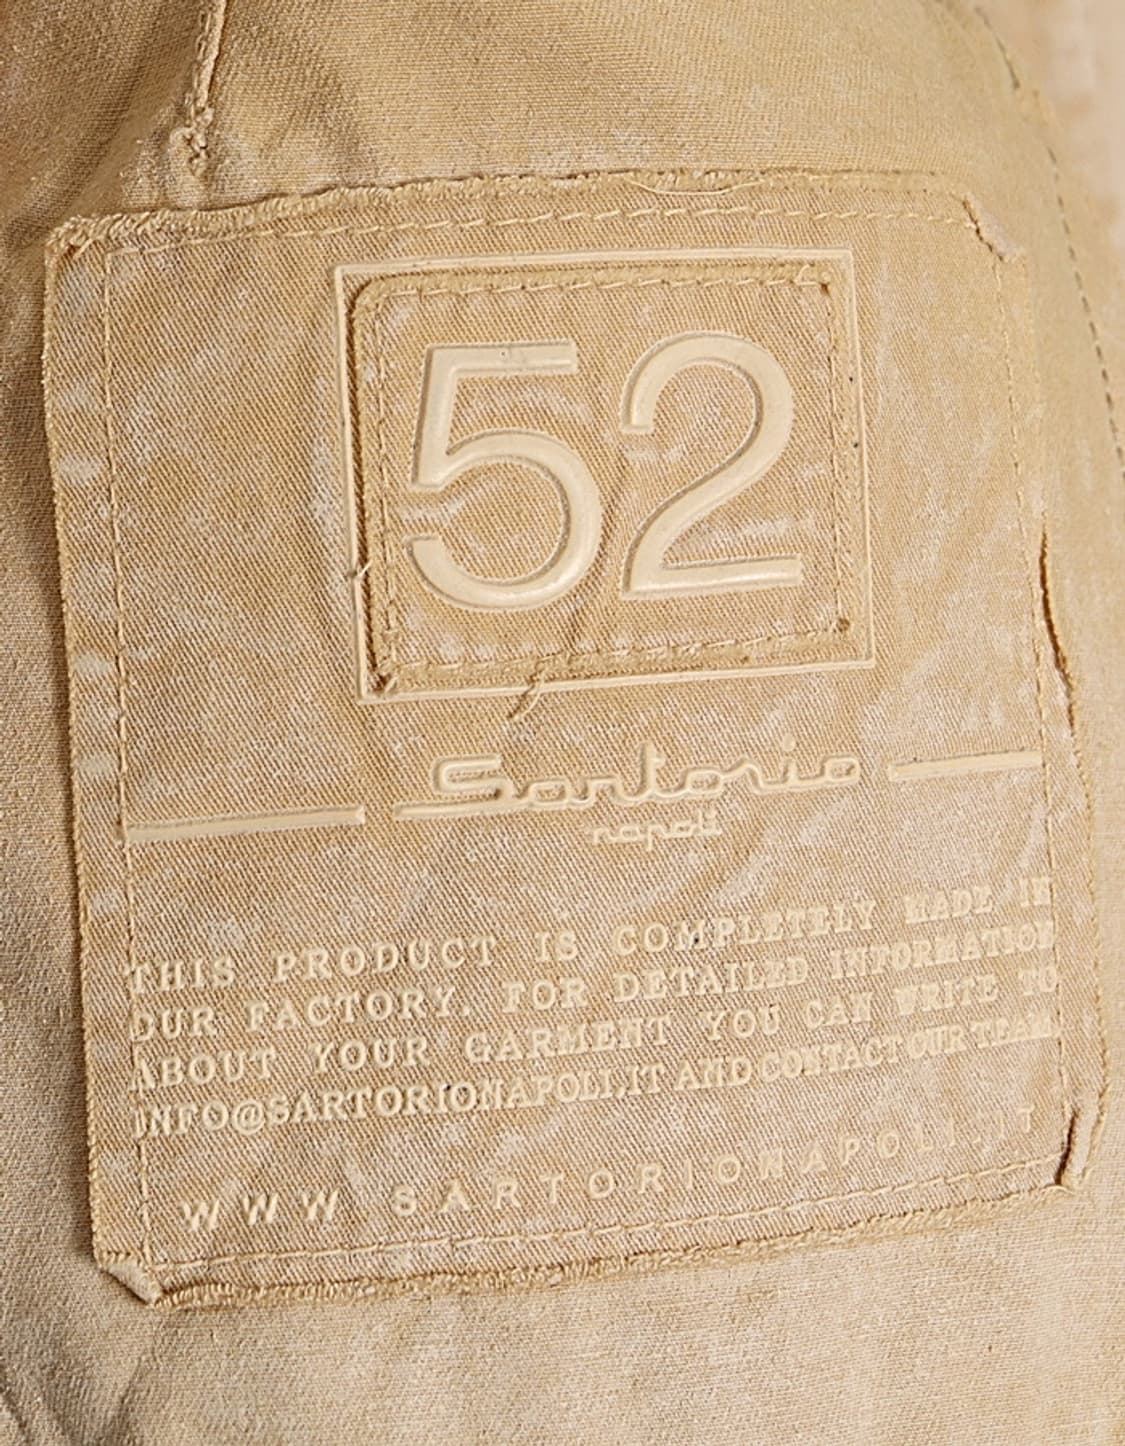 52
Sartorio
napoli
THIS PRODUCT IS COMPLETELY MADE IN
OUR FACTORY. FOR DETAILED INFORMATION
ABOUT YOUR GARMENT YOU CAN WRITE TO
INFO@SARTORIONAPOLI.IT AND CONTACT OUR TEAM
WWW SARTORIONAPOLI.IT